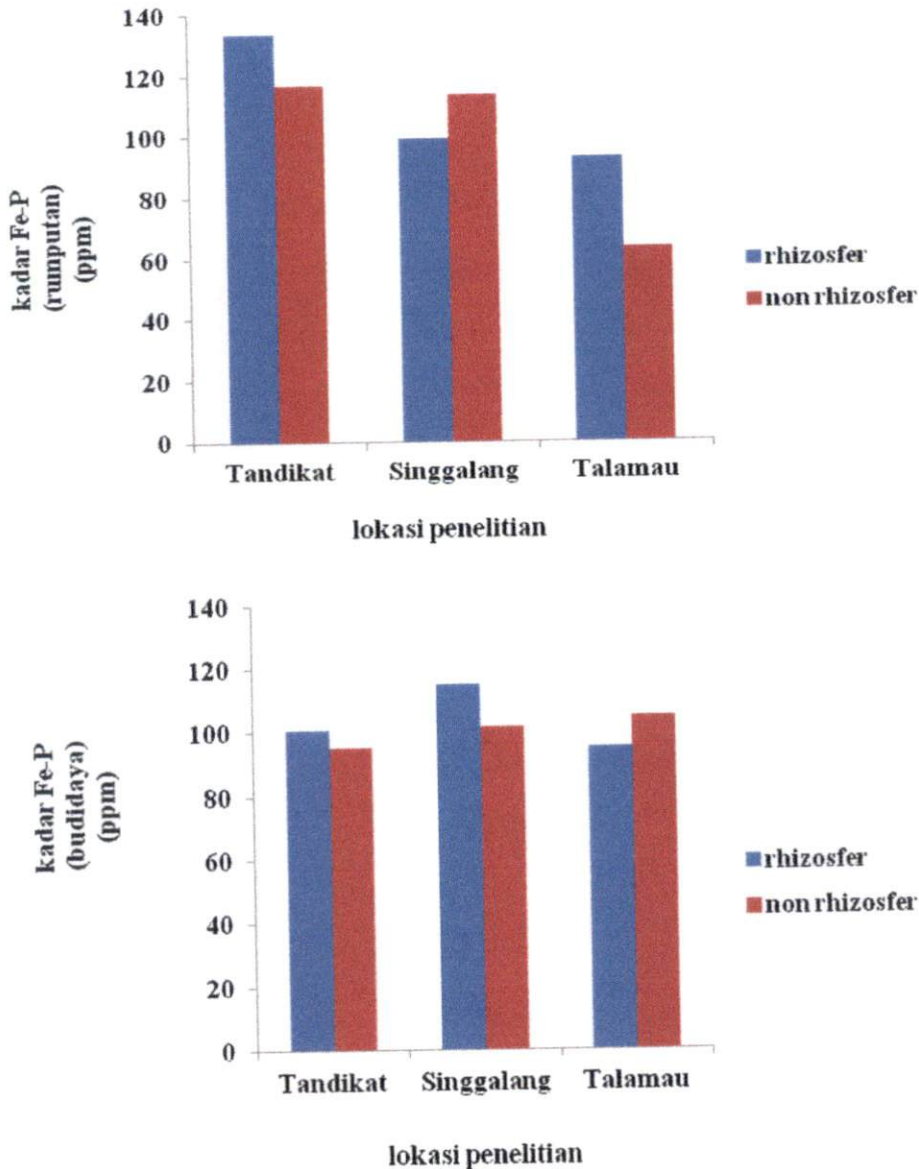 140
120
100
80
60
40
20
0
kadar Fe-P
(rumputan)
(ppm)
Tandikat Singgalang Talamau
lokasi penelitian
rhizosfer
non rhizosfer
140
120
100
80
60
40
20
0
kadar Fe-P
(budidaya)
(ppm)
Tandikat Singgalang Talamau
lokasi penelitian
rhizosfer
non rhizosfer